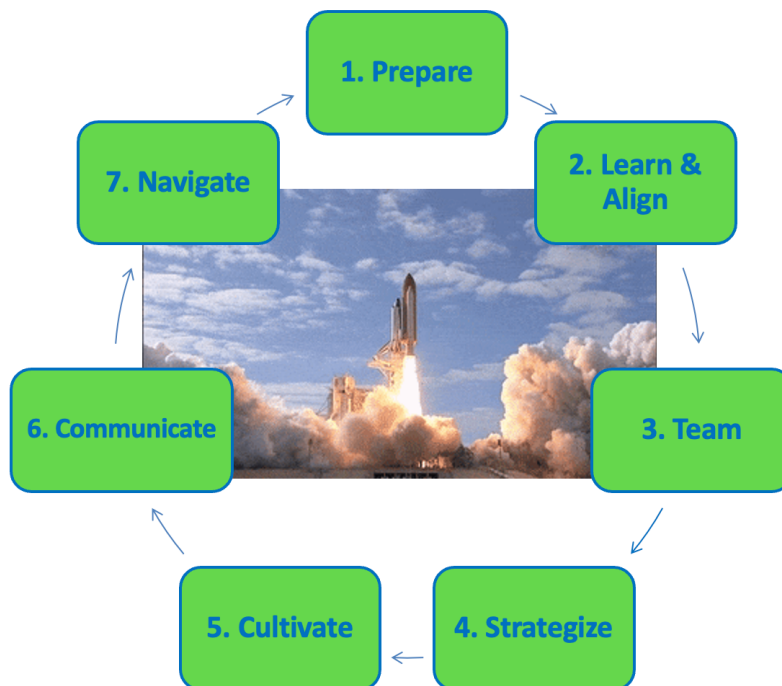 1. Prepare
2. Learn &
Align
3. Team
4. Strategize
5. Cultivate
6. Communicate
7. Navigate